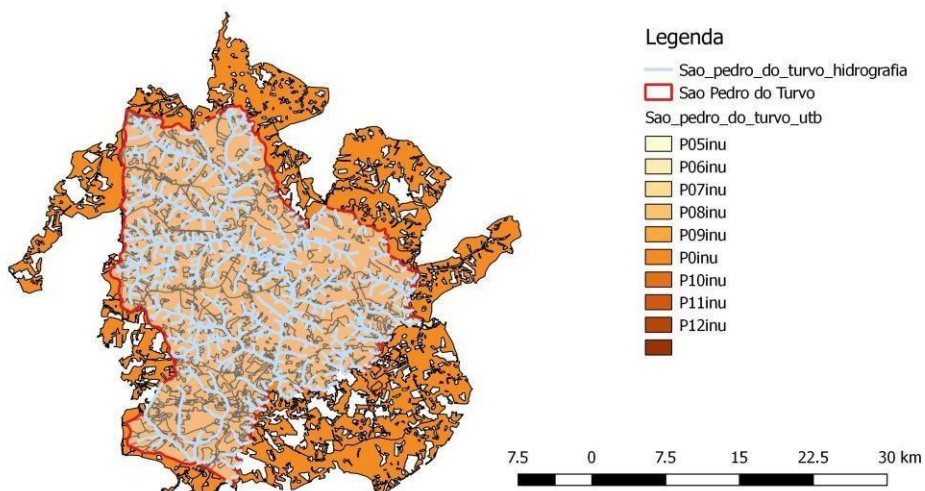 Legenda
Sao_pedro_do_turvo_hidrografia
Sao Pedro do Turvo
Sao_pedro_do_turvo_utb
P05inu
P06inu
P07inu
P08inu
P09inu
P0inu
P10inu
P11inu
P12inu
7.5 0 7.5 15 22.5 30 km